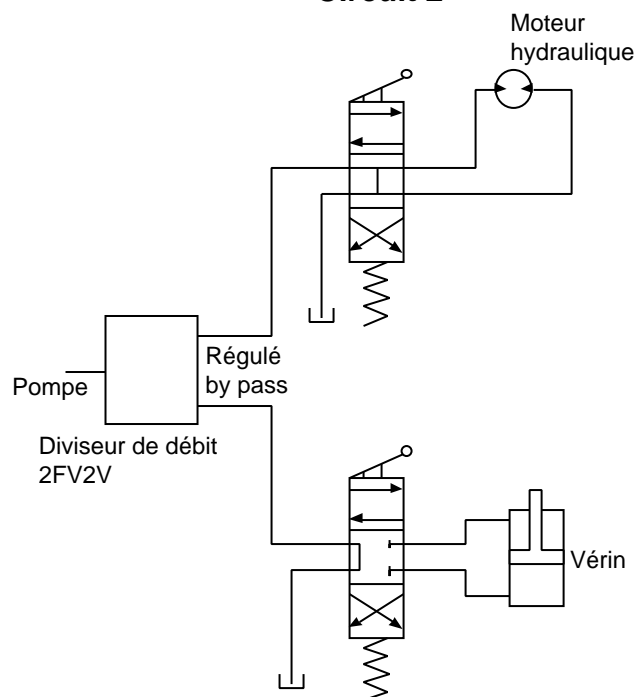 Moteur
hydraulique
Régulé
by pass
Pompe
Diviseur de débit
2FV2V
Vérin